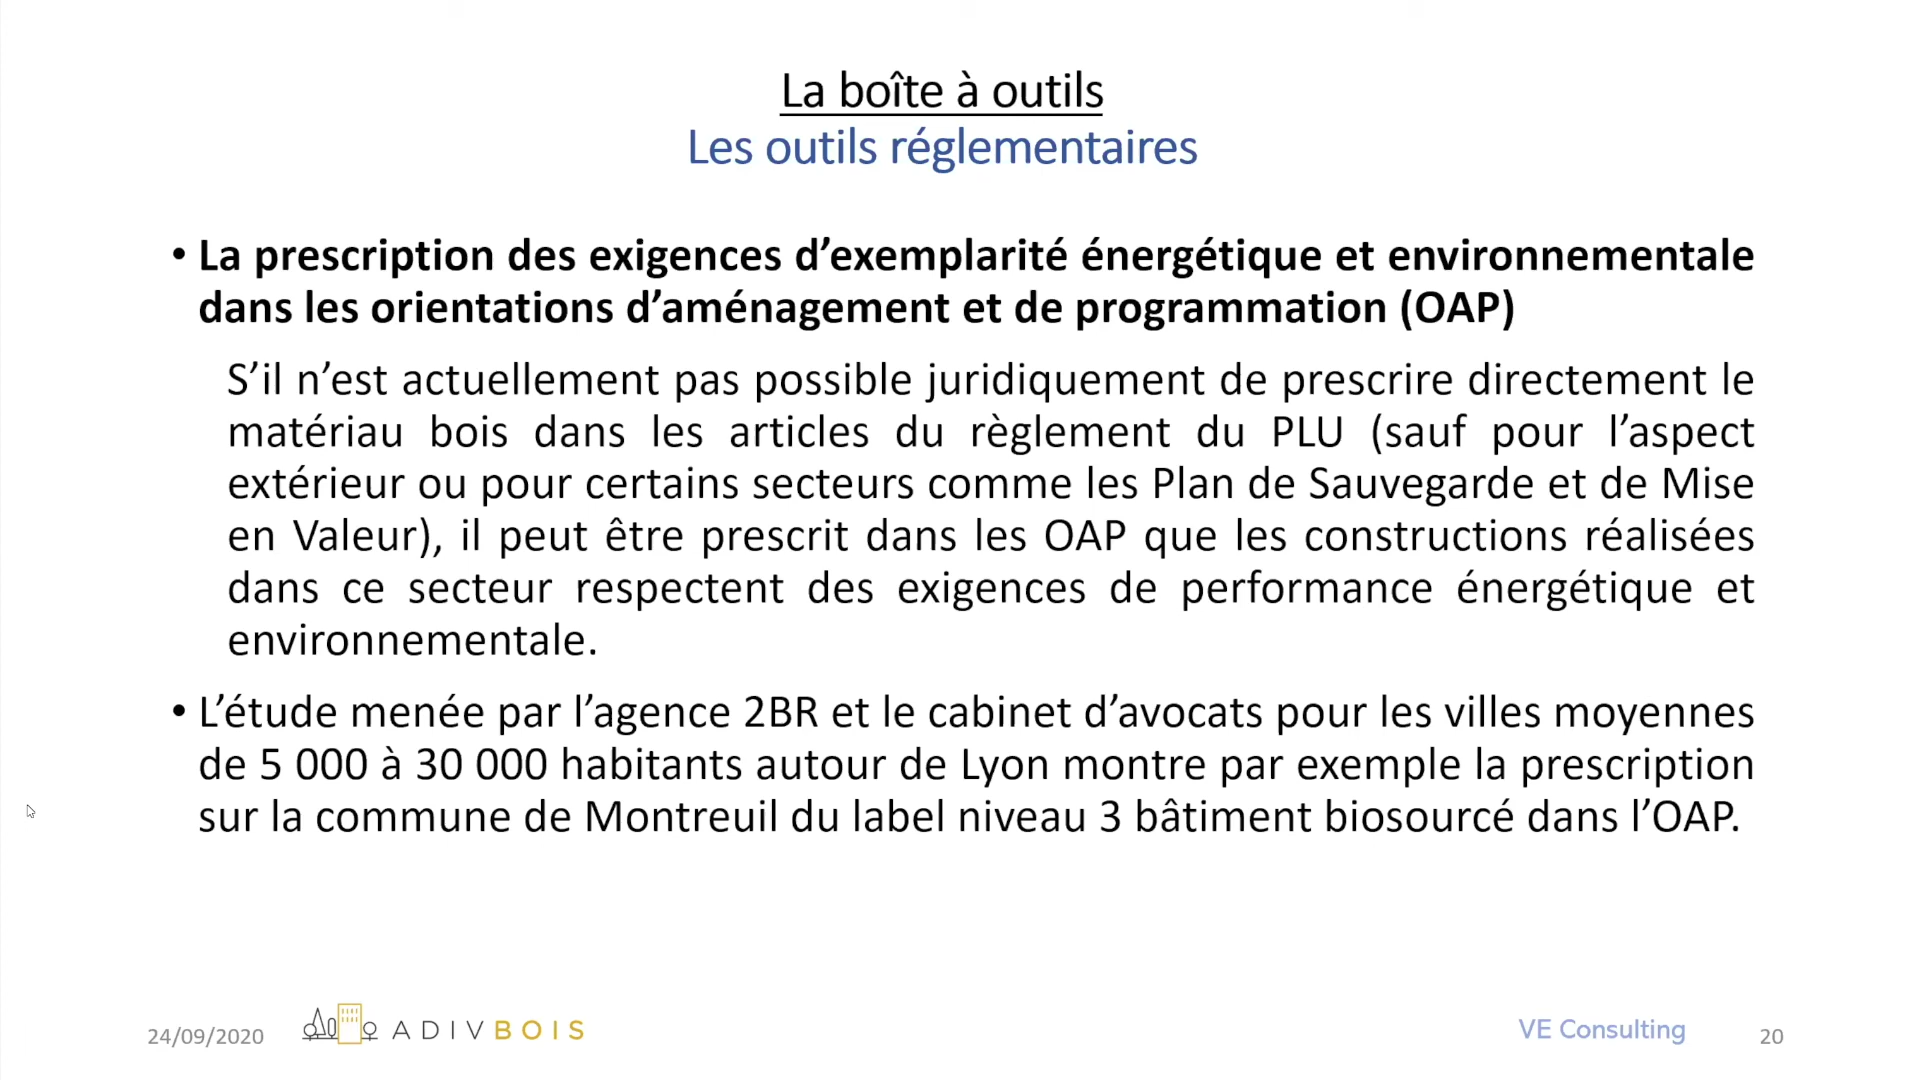 La boîte à outils
Les outils réglementaires
• La prescription des exigences d’exemplarité énergétique et environnementale
dans les orientations d’aménagement et de programmation (OAP)
S’il n’est actuellement pas possible juridiquement de prescrire directement le
matériau bois dans les articles du règlement du PLU (sauf pour l’aspect
extérieur ou pour certains secteurs comme les Plan de Sauvegarde et de Mise
en Valeur), il peut être prescrit dans les OAP que les constructions réalisées
dans ce secteur respectent des exigences de performance énergétique et
environnementale.
• L’étude menée par l’agence 2BR et le cabinet d’avocats pour les villes moyennes
de 5 000 à 30 000 habitants autour de Lyon montre par exemple la prescription
sur la commune de Montreuil du label niveau 3 bâtiment biosourcé dans l’OAP.
24/09/2020
ADIVBOIS
VE Consulting
20